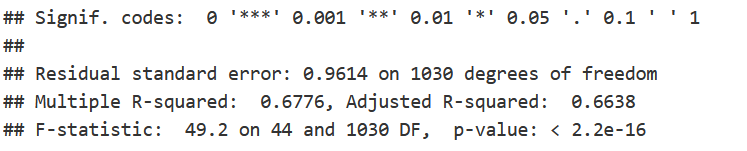 ## Signif. codes:  0 '***' 0.001 '**' 0.01 '*' 0.05 '.' 0.1 ' ' 1
##
## Residual standard error: 0.9614 on 1030 degrees of freedom
## Multiple R-squared:  0.6776, Adjusted R-squared:  0.6638
## F-statistic:  49.2 on 44 and 1030 DF,  p-value: < 2.2e-16